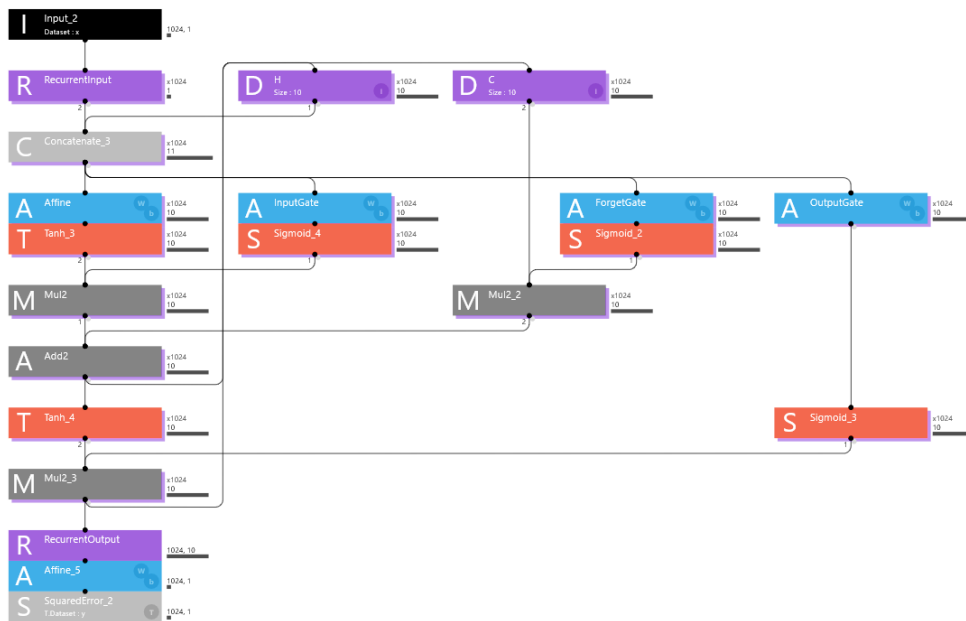 I Input_2 1024, 1
Dataset : x
R RecurrentInput x1024
1
2
D H x1024
Size : 10 I 10
1
D C x1024
Size : 10 I 10
2
C Concatenate_3 x1024
11
A Affine W b x1024
10
A InputGate W b x1024
10
A ForgetGate W b x1024
10
A OutputGate W b x1024
10
T Tanh_3 x1024
10
2
S Sigmoid_4 x1024
10
1
S Sigmoid_2 x1024
10
1
M Mul2 x1024
10
1
M Mul2_2 x1024
10
2
A Add2 x1024
10
T Tanh_4 x1024
10
2
S Sigmoid_3 x1024
10
1
M Mul2_3 x1024
10
R RecurrentOutput 1024, 10
A Affine_5 W b 1024, 1
S SquaredError_2 1024, 1
T.Dataset : y T